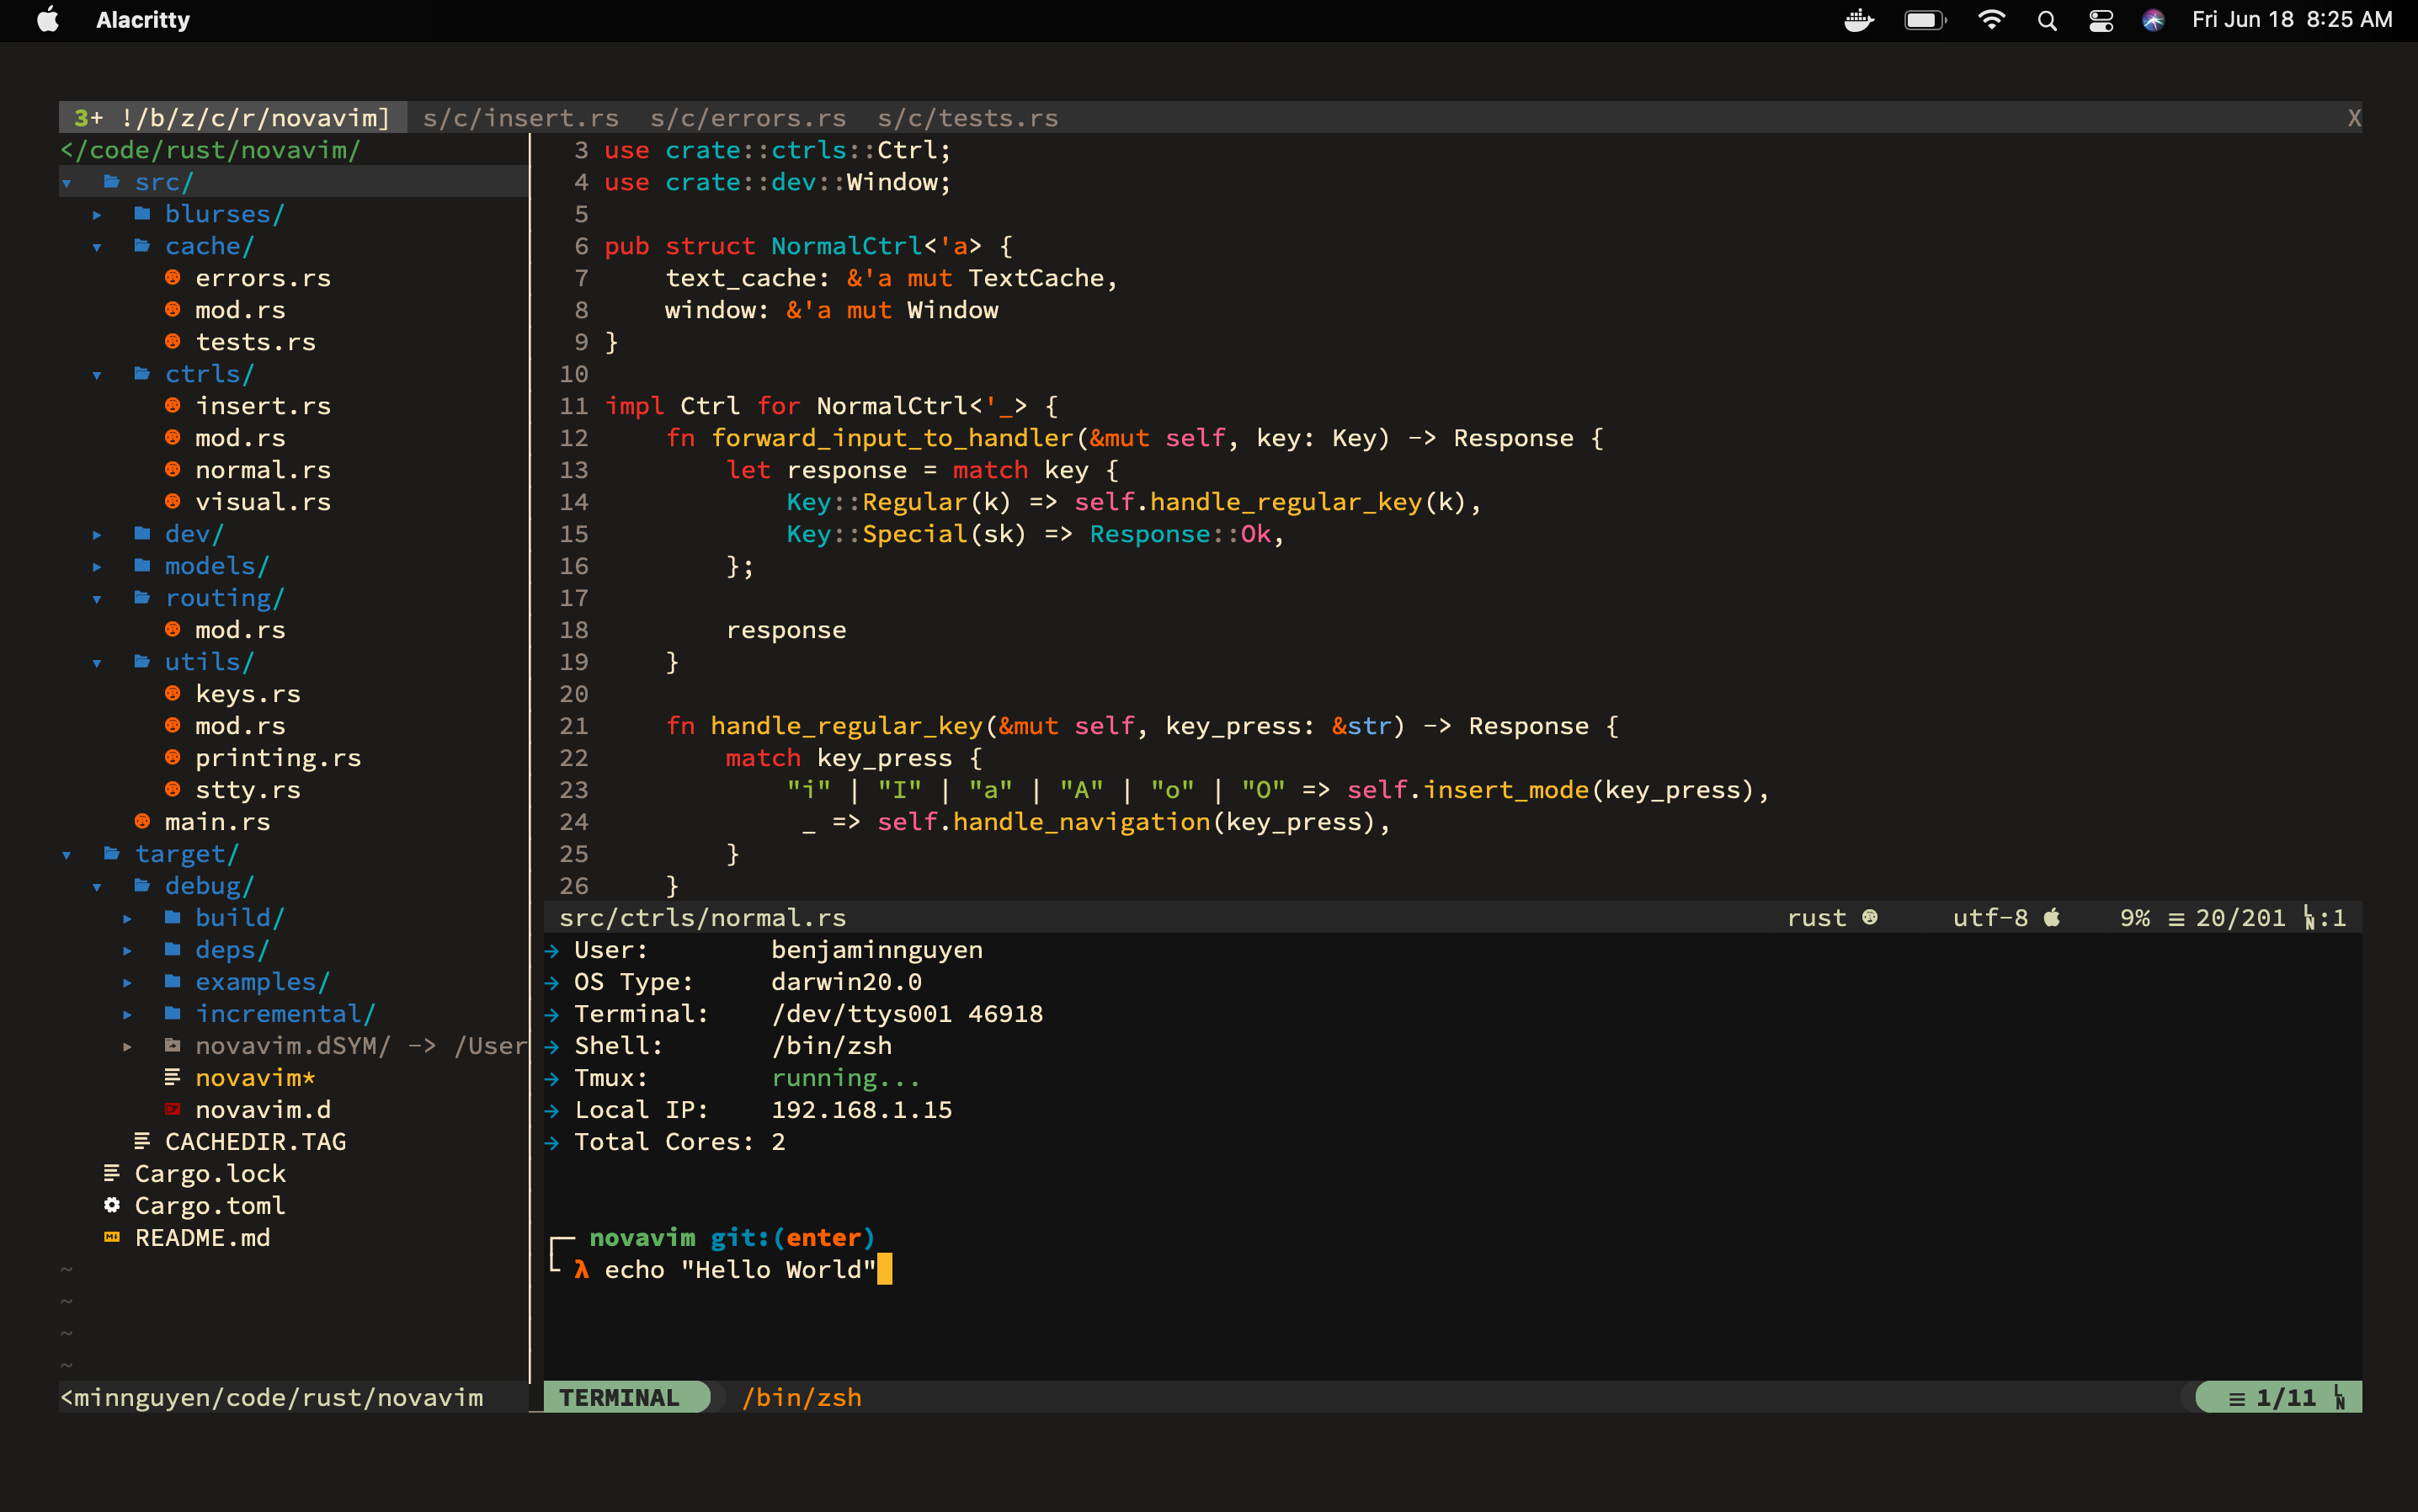 Alacritty
Fri Jun 18 8:25 AM
3+ !/b/z/c/r/novavim] s/c/insert.rs s/c/errors.rs s/c/tests.rs X
</code/rust/novavim/
▾ src/
▸ blurses/
▾ cache/
errors.rs
mod.rs
tests.rs
▾ ctrls/
insert.rs
mod.rs
normal.rs
visual.rs
▸ dev/
▸ models/
▾ routing/
mod.rs
▾ utils/
keys.rs
mod.rs
printing.rs
stty.rs
main.rs
▾ target/
▾ debug/
▸ build/
▸ deps/
▸ examples/
▸ incremental/
▸ novavim.dSYM/ -> /User
novavim*
novavim.d
CACHEDIR.TAG
Cargo.lock
Cargo.toml
README.md
~
~
~
~
<minnguyen/code/rust/novavim
3 use crate::ctrls::Ctrl;
4 use crate::dev::Window;
5
6 pub struct NormalCtrl<'a> {
7     text_cache: &'a mut TextCache,
8     window: &'a mut Window
9 }
10
11 impl Ctrl for NormalCtrl<'_> {
12     fn forward_input_to_handler(&mut self, key: Key) -> Response {
13         let response = match key {
14             Key::Regular(k) => self.handle_regular_key(k),
15             Key::Special(sk) => Response::Ok,
16         };
17
18         response
19     }
20
21     fn handle_regular_key(&mut self, key_press: &str) -> Response {
22         match key_press {
23             "i" | "I" | "a" | "A" | "o" | "O" => self.insert_mode(key_press),
24              _ => self.handle_navigation(key_press),
25         }
26     }
src/ctrls/normal.rs rust utf-8 9% ≡ 20/201 LN:1
→ User: benjaminnguyen
→ OS Type: darwin20.0
→ Terminal: /dev/ttys001 46918
→ Shell: /bin/zsh
→ Tmux: running...
→ Local IP: 192.168.1.15
→ Total Cores: 2
novavim git:(enter)
λ echo "Hello World"
TERMINAL /bin/zsh ≡ 1/11 LN